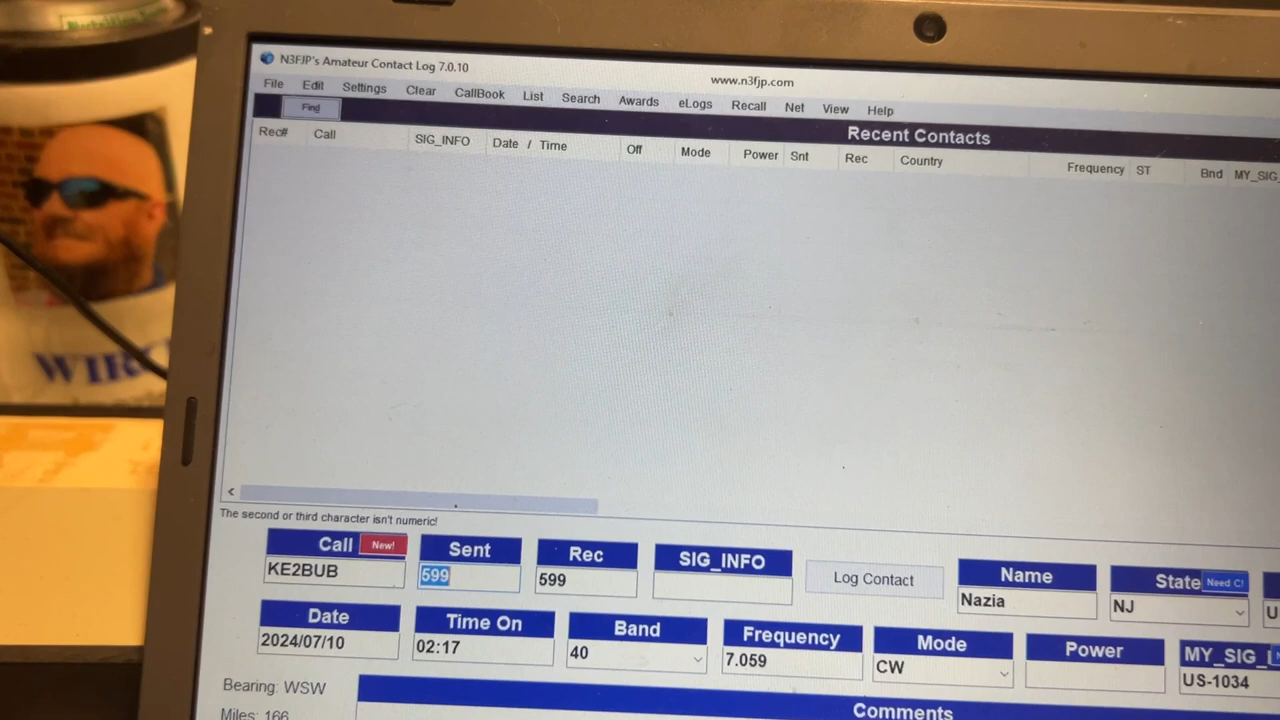 N3FJP's Amateur Contact Log 7.0.10
www.n3fjp.com
File Edit Settings Clear CallBook List Search Awards eLogs Recall Net View Help
Find
Recent Contacts
Rec# Call SIG_INFO Date / Time Off Mode Power Snt Rec Country Frequency ST Bnd MY_SIG_
The second or third character isn't numeric!
Call New! Sent Rec SIG_INFO Log Contact Name State Need C!
KE2BUB 599 599 Nazia NJ U
Date Time On Band Frequency Mode Power MY_SIG_
2024/07/10 02:17 40 7.059 CW US-1034
Bearing: WSW
Miles: 166
Comments